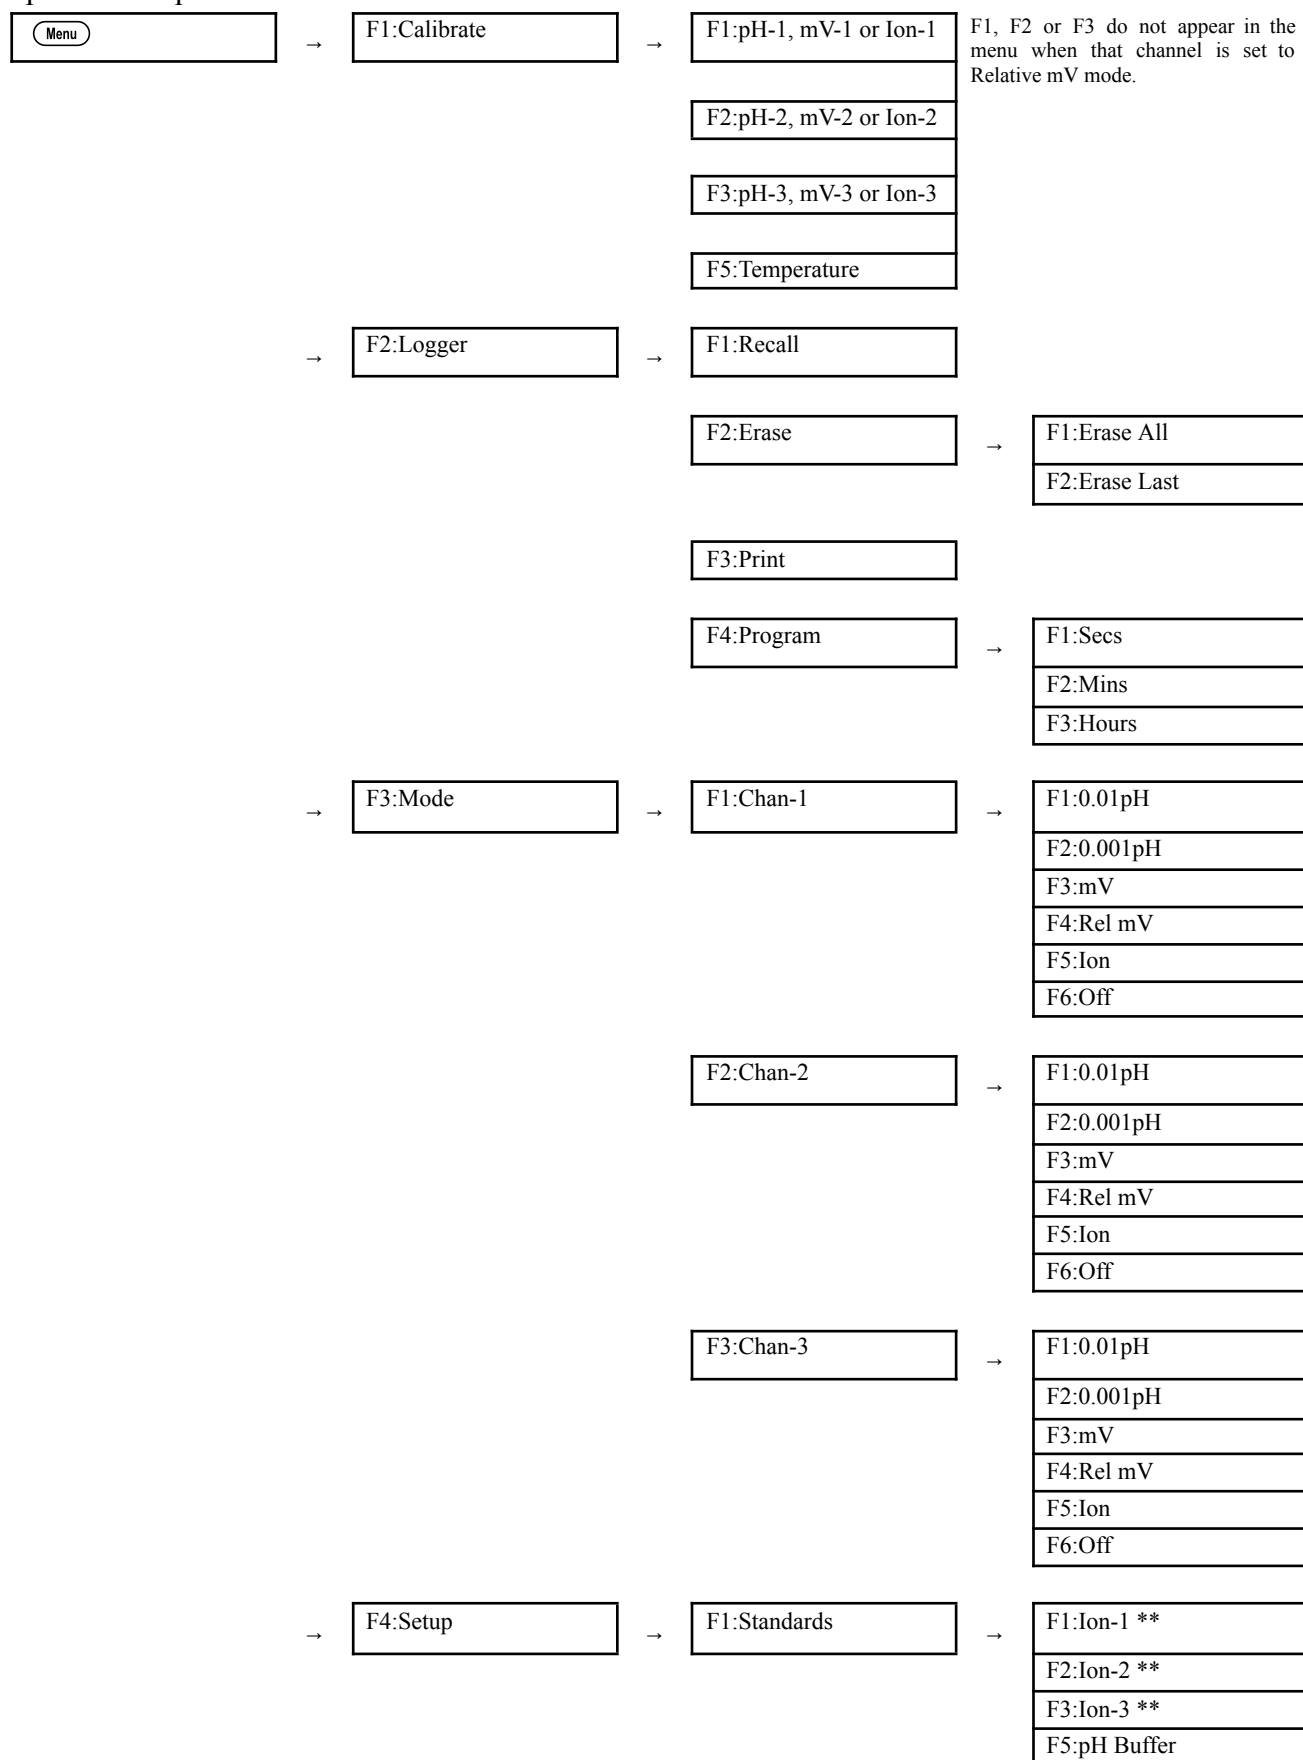 Menu
→ F1:Calibrate → F1:pH-1, mV-1 or Ion-1
F1, F2 or F3 do not appear in the
menu when that channel is set to
Relative mV mode.
F2:pH-2, mV-2 or Ion-2
F3:pH-3, mV-3 or Ion-3
F5:Temperature
→ F2:Logger → F1:Recall
F2:Erase → F1:Erase All
F2:Erase Last
F3:Print
F4:Program → F1:Secs
F2:Mins
F3:Hours
→ F3:Mode → F1:Chan-1 → F1:0.01pH
F2:0.001pH
F3:mV
F4:Rel mV
F5:Ion
F6:Off
F2:Chan-2 → F1:0.01pH
F2:0.001pH
F3:mV
F4:Rel mV
F5:Ion
F6:Off
F3:Chan-3 → F1:0.01pH
F2:0.001pH
F3:mV
F4:Rel mV
F5:Ion
F6:Off
→ F4:Setup → F1:Standards → F1:Ion-1 **
F2:Ion-2 **
F3:Ion-3 **
F5:pH Buffer